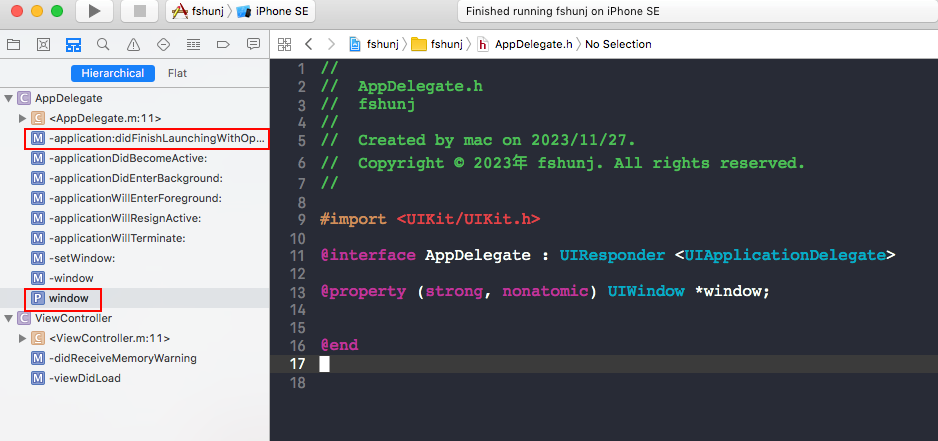 fshunj
iPhone SE
Finished running fshunj on iPhone SE
fshunj
fshunj
h
AppDelegate.h
No Selection
Hierarchical
Flat
C AppDelegate
C <AppDelegate.m:11>
M -application:didFinishLaunchingWithOp...
M -applicationDidBecomeActive:
M -applicationDidEnterBackground:
M -applicationWillEnterForeground:
M -applicationWillResignActive:
M -applicationWillTerminate:
M -setWindow:
M -window
P window
C ViewController
C <ViewController.m:11>
M -didReceiveMemoryWarning
M -viewDidLoad
1 //
2 //  AppDelegate.h
3 //  fshunj
4 //
5 //  Created by mac on 2023/11/27.
6 //  Copyright © 2023年 fshunj. All rights reserved.
7 //
8
9 #import <UIKit/UIKit.h>
10
11 @interface AppDelegate : UIResponder <UIApplicationDelegate>
12
13 @property (strong, nonatomic) UIWindow *window;
14
15
16 @end
17
18